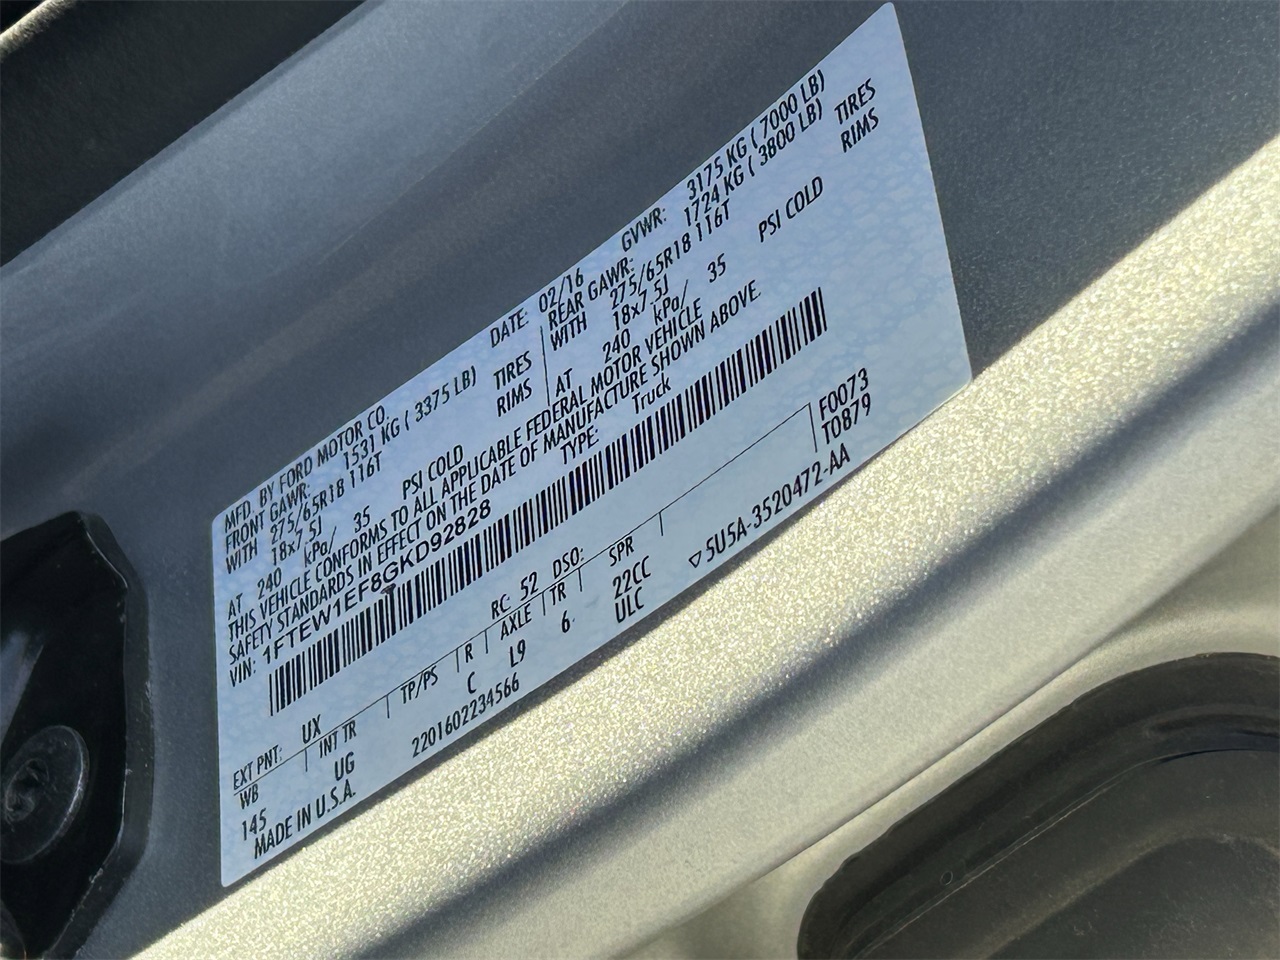 MFD. BY FORD MOTOR CO. DATE: 02/16 GVWR: 3175 KG ( 7000 LB)
FRONT GAWR: 1531 KG ( 3375 LB) REAR GAWR: 1724 KG ( 3800 LB)
WITH 275/65R18 116T TIRES WITH 275/65R18 116T TIRES
18x7.5J RIMS 18x7.5J RIMS
AT 240 kPa/ 35 PSI COLD AT 240 kPa/ 35 PSI COLD
THIS VEHICLE CONFORMS TO ALL APPLICABLE FEDERAL MOTOR VEHICLE
SAFETY STANDARDS IN EFFECT ON THE DATE OF MANUFACTURE SHOWN ABOVE.
VIN: 1FTEW1EF8GKD92828 TYPE: Truck
T
EXT PNT: UX RC: 52 DSO: F0073
WB INT TR TP/PS R AXLE TR SPR T0879
145 UG C L9 6 22CC
MADE IN U.S.A. 2201602234566 ULC ▽5U5A-3520472-AA